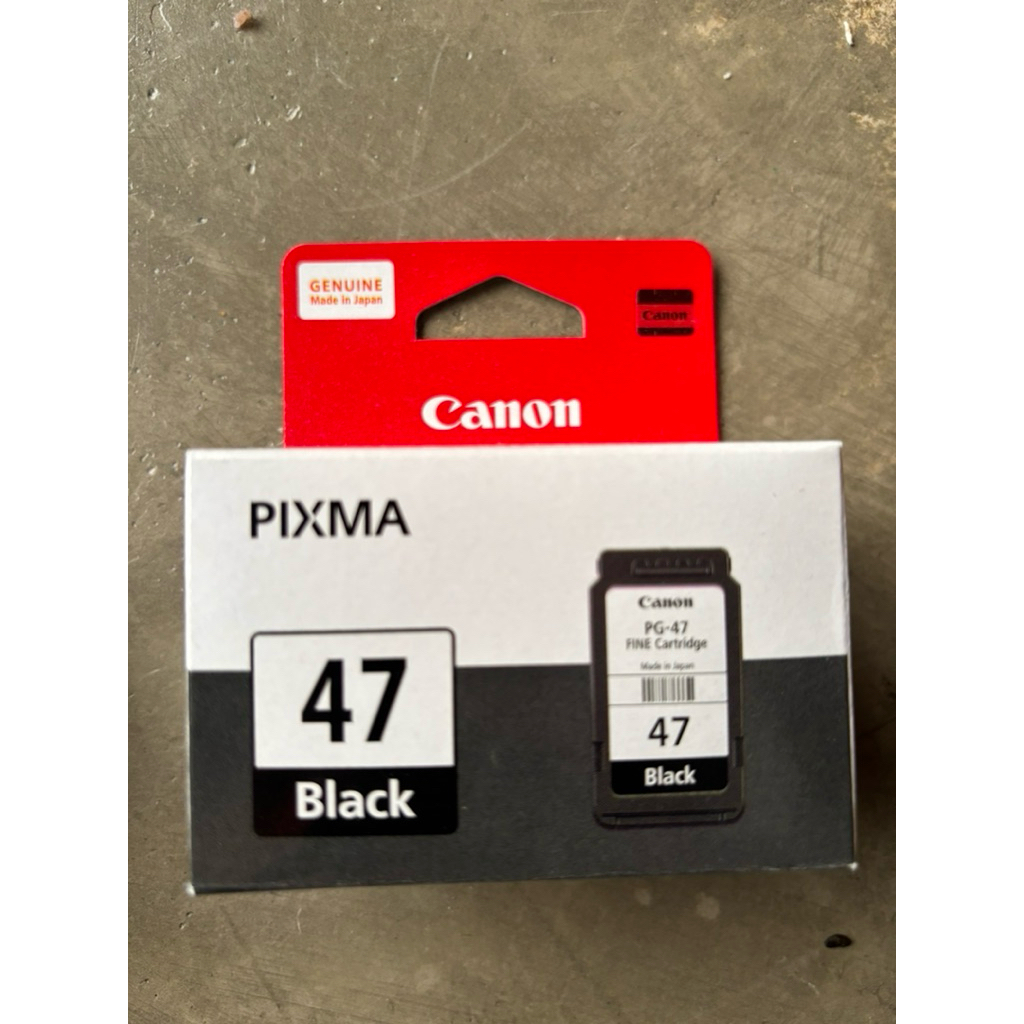 GENUINE
Made in Japan
Canon
Canon
PIXMA
47
Black
Canon
PG-47
FINE Cartridge
Made in Japan
47
Black